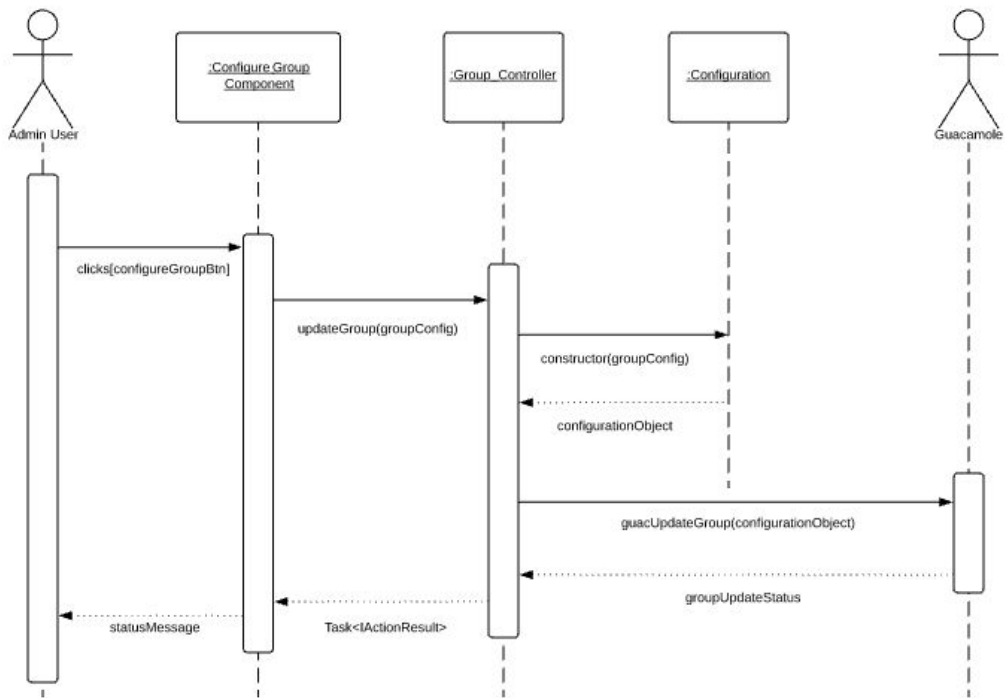 :Configure Group
Component
:Group_Controller
:Configuration
Admin User
Guacamole
clicks[configureGroupBtn]
updateGroup(groupConfig)
constructor(groupConfig)
configurationObject
guacUpdateGroup(configurationObject)
groupUpdateStatus
Task<IActionResult>
statusMessage